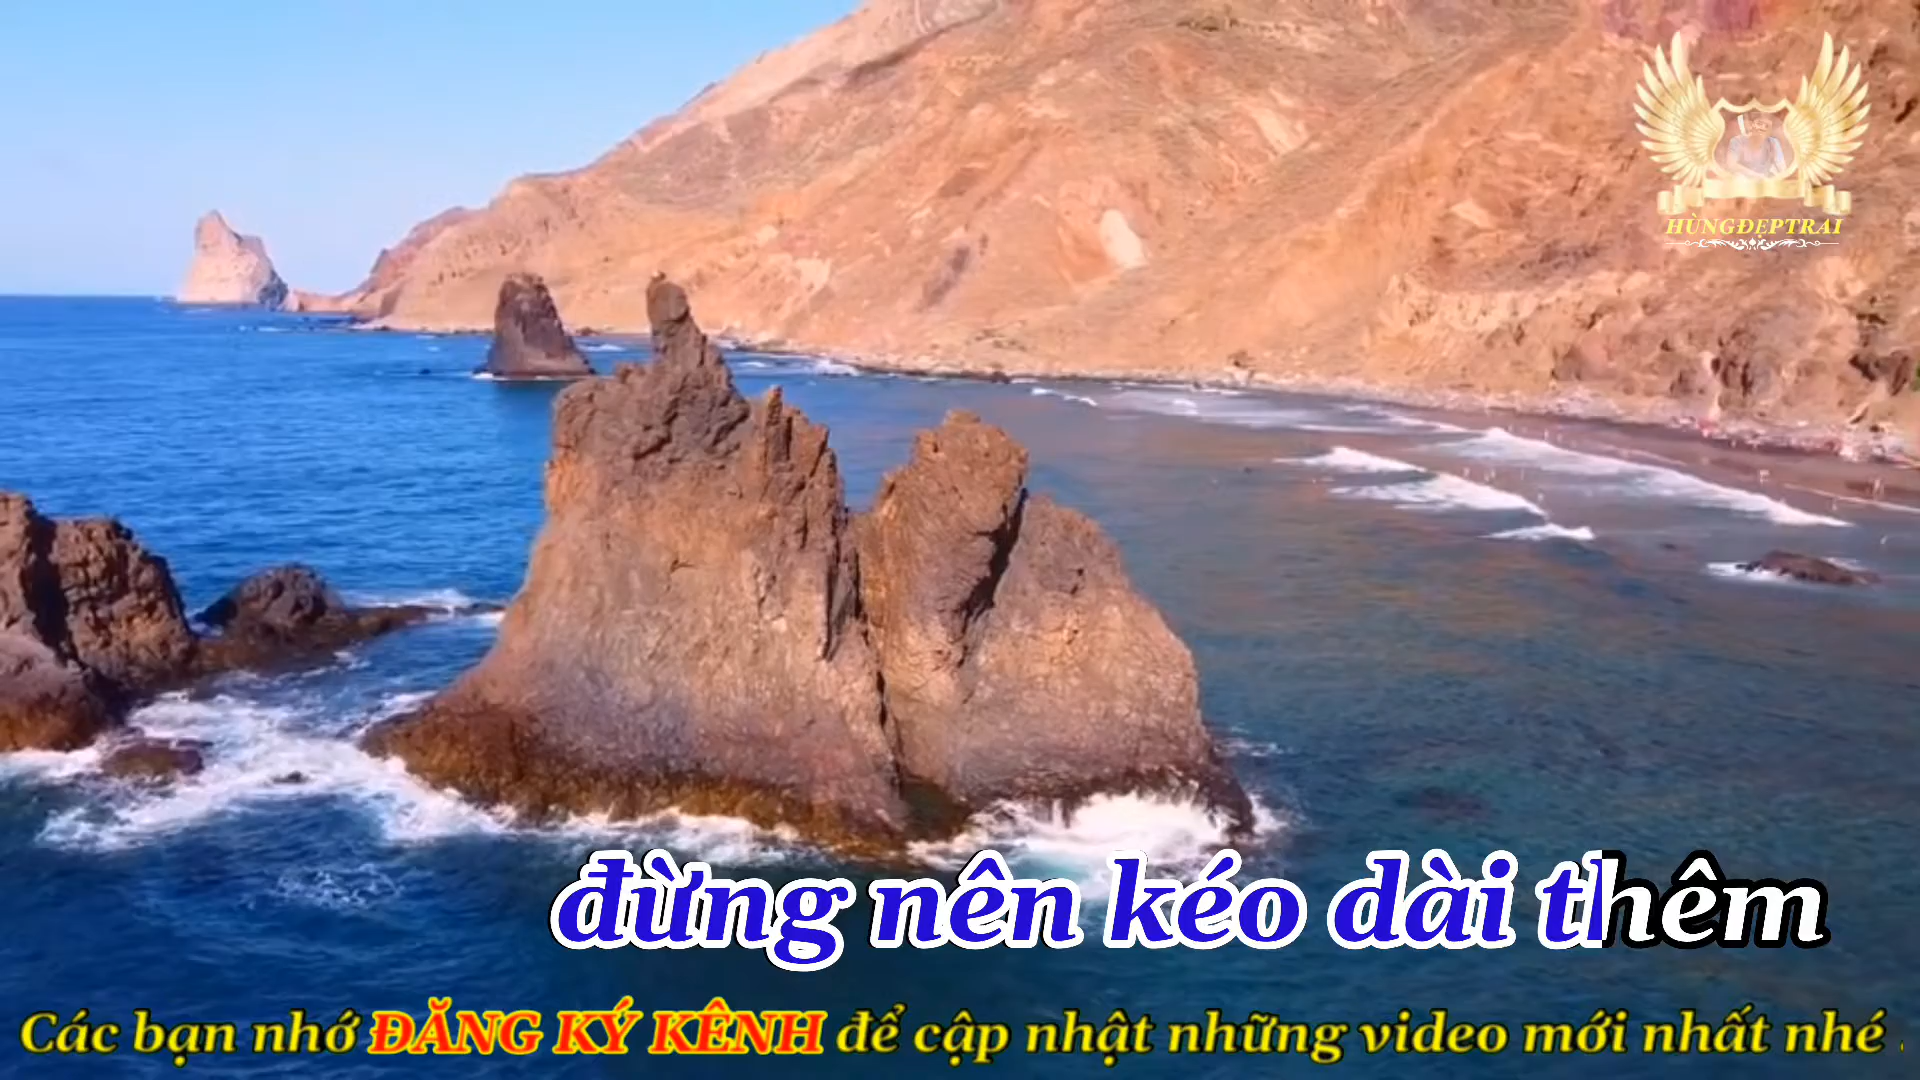 HÙNGĐẸPTRAI
đừng nên kéo dài thêm
Các bạn nhớ ĐĂNG KÝ KÊNH để cập nhật những video mới nhất nhé